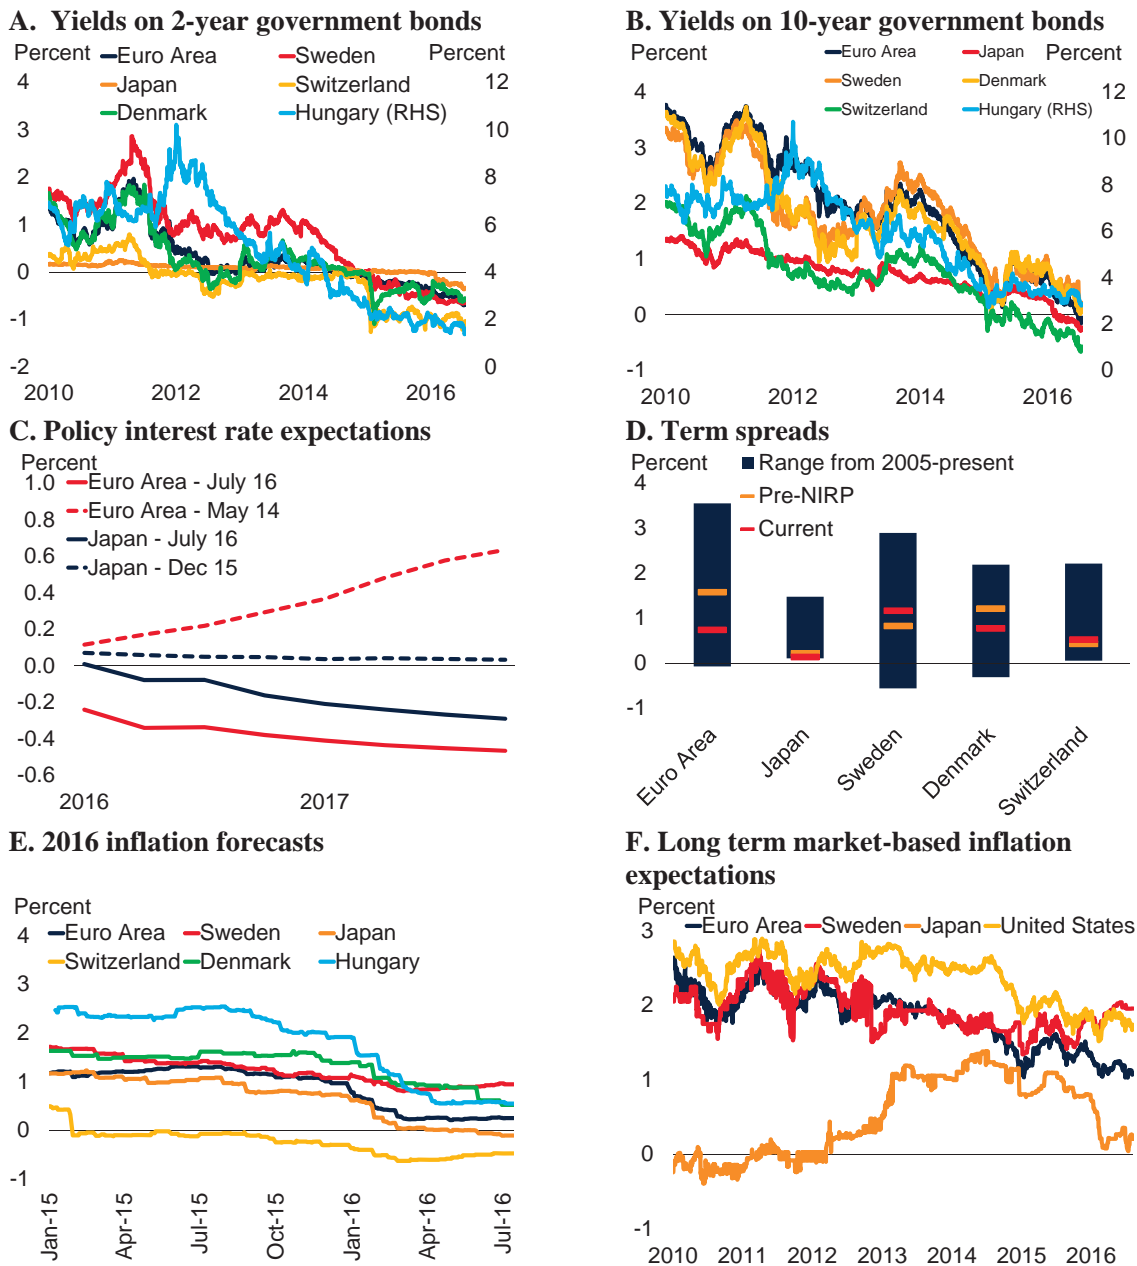 A. Yields on 2-year government bonds
Percent
Euro Area
Sweden
Percent
Japan
Switzerland
Denmark
Hungary (RHS)
4
3
2
1
0
-1
-2
12
10
8
6
4
2
0
2010 2012 2014 2016
B. Yields on 10-year government bonds
Percent
Euro Area
Japan
Percent
Sweden
Denmark
Switzerland
Hungary (RHS)
4
3
2
1
0
-1
12
10
8
6
4
2
0
2010 2012 2014 2016
C. Policy interest rate expectations
Percent
Euro Area - July 16
Euro Area - May 14
Japan - July 16
Japan - Dec 15
1.0
0.8
0.6
0.4
0.2
0.0
-0.2
-0.4
-0.6
2016 2017
D. Term spreads
Percent
Range from 2005-present
Pre-NIRP
Current
4
3
2
1
0
-1
Euro Area
Japan
Sweden
Denmark
Switzerland
E. 2016 inflation forecasts
Percent
Euro Area
Sweden
Japan
Switzerland
Denmark
Hungary
4
3
2
1
0
-1
Jan-15
Apr-15
Jul-15
Oct-15
Jan-16
Apr-16
Jul-16
F. Long term market-based inflation
expectations
Percent
Euro Area
Sweden
Japan
United States
3
2
1
0
-1
2010 2011 2012 2013 2014 2015 2016